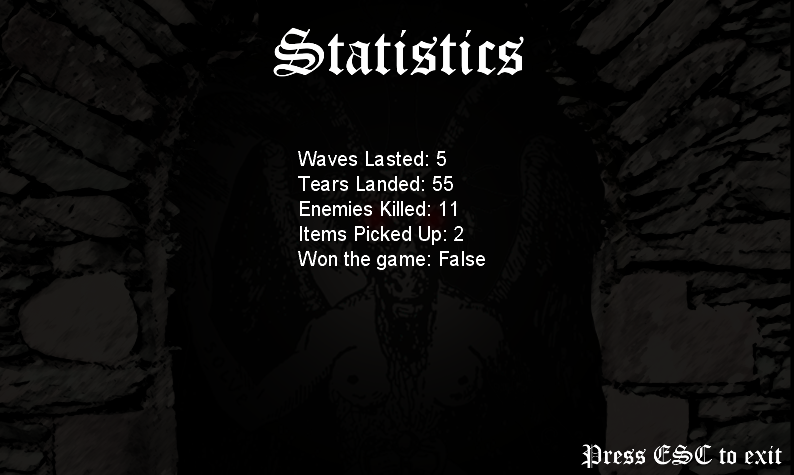 Statistics
Waves Lasted: 5
Tears Landed: 55
Enemies Killed: 11
Items Picked Up: 2
Won the game: False
Press ESC to exit